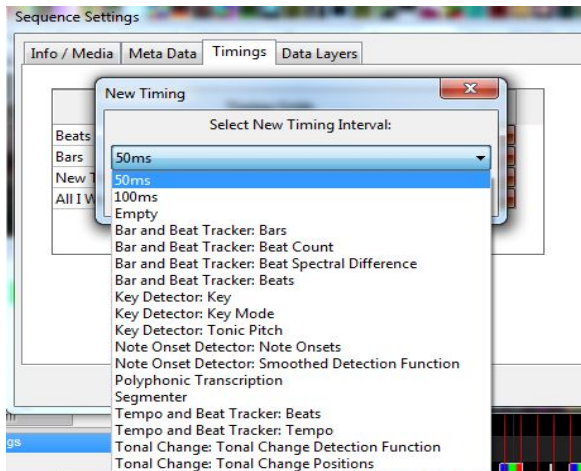 Sequence Settings
Info / Media Meta Data Timings Data Layers
New Timing
Select New Timing Interval:
Beats
Bars
New T
All I W
50ms
50ms
100ms
Empty
Bar and Beat Tracker: Bars
Bar and Beat Tracker: Beat Count
Bar and Beat Tracker: Beat Spectral Difference
Bar and Beat Tracker: Beats
Key Detector: Key
Key Detector: Key Mode
Key Detector: Tonic Pitch
Note Onset Detector: Note Onsets
Note Onset Detector: Smoothed Detection Function
Polyphonic Transcription
Segmenter
Tempo and Beat Tracker: Beats
Tempo and Beat Tracker: Tempo
Tonal Change: Tonal Change Detection Function
Tonal Change: Tonal Change Positions
gs